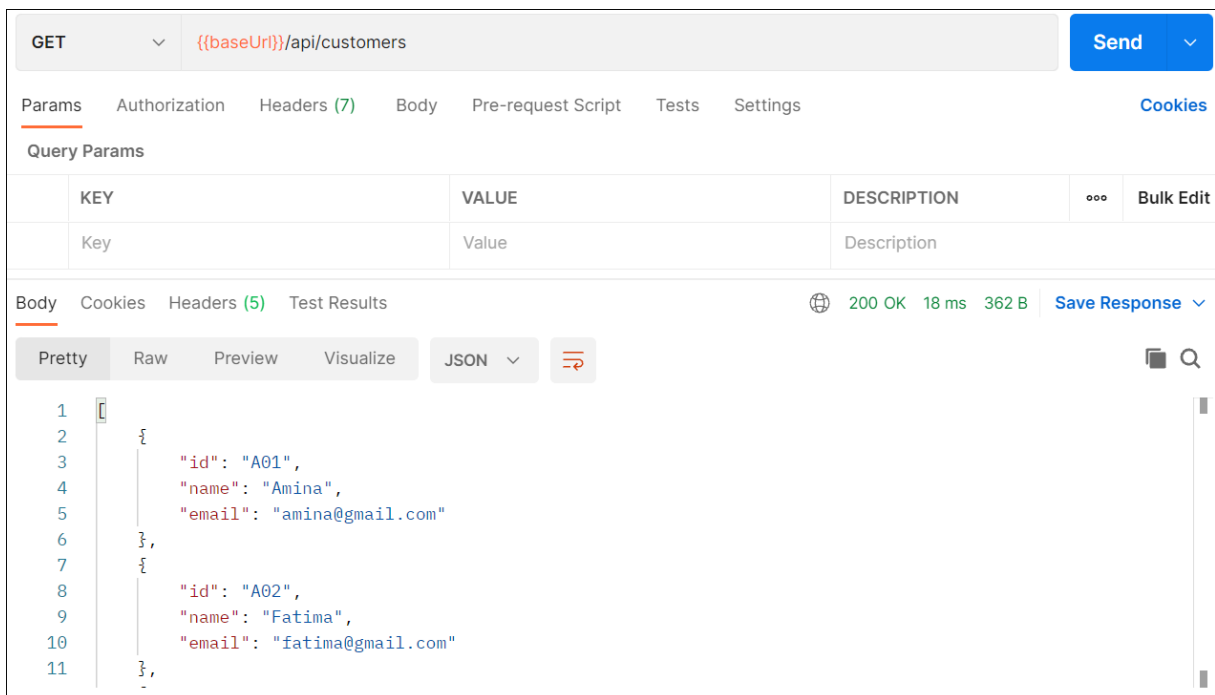 GET {{baseUrl}}/api/customers Send
Params Authorization Headers (7) Body Pre-request Script Tests Settings Cookies
Query Params
KEY VALUE DESCRIPTION ooo Bulk Edit
Key Value Description
Body Cookies Headers (5) Test Results 200 OK 18 ms 362 B Save Response
Pretty Raw Preview Visualize JSON
1 [
2 {
3 "id": "A01",
4 "name": "Amina",
5 "email": "amina@gmail.com"
6 },
7 {
8 "id": "A02",
9 "name": "Fatima",
10 "email": "fatima@gmail.com"
11 },